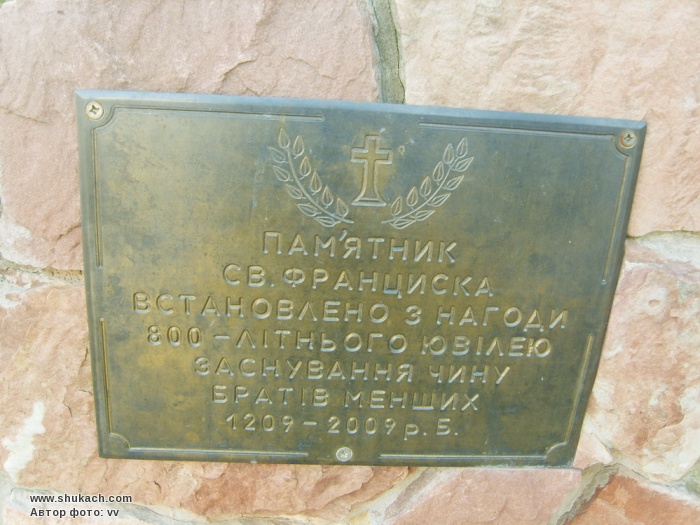 ПАМ'ЯТНИК
СВ. ФРАНЦИСКА
ВСТАНОВЛЕНО З НАГОДИ
800 – ЛІТНЬОГО ЮВІЛЕЮ
ЗАСНУВАННЯ ЧИНУ
БРАТІВ МЕНШИХ
1209 – 2009 р. Б.
www.shukach.com
Автор фото: vv